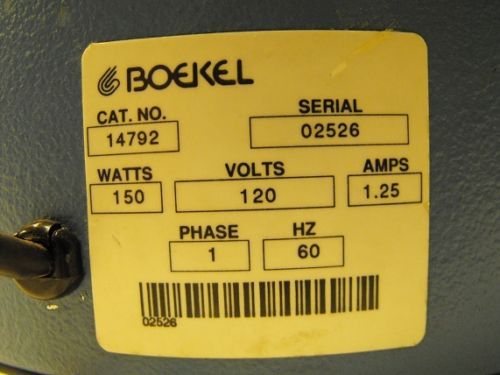 BOEKEL
CAT. NO. SERIAL
14792 02526
WATTS VOLTS AMPS
150 120 1.25
PHASE HZ
1 60
02526